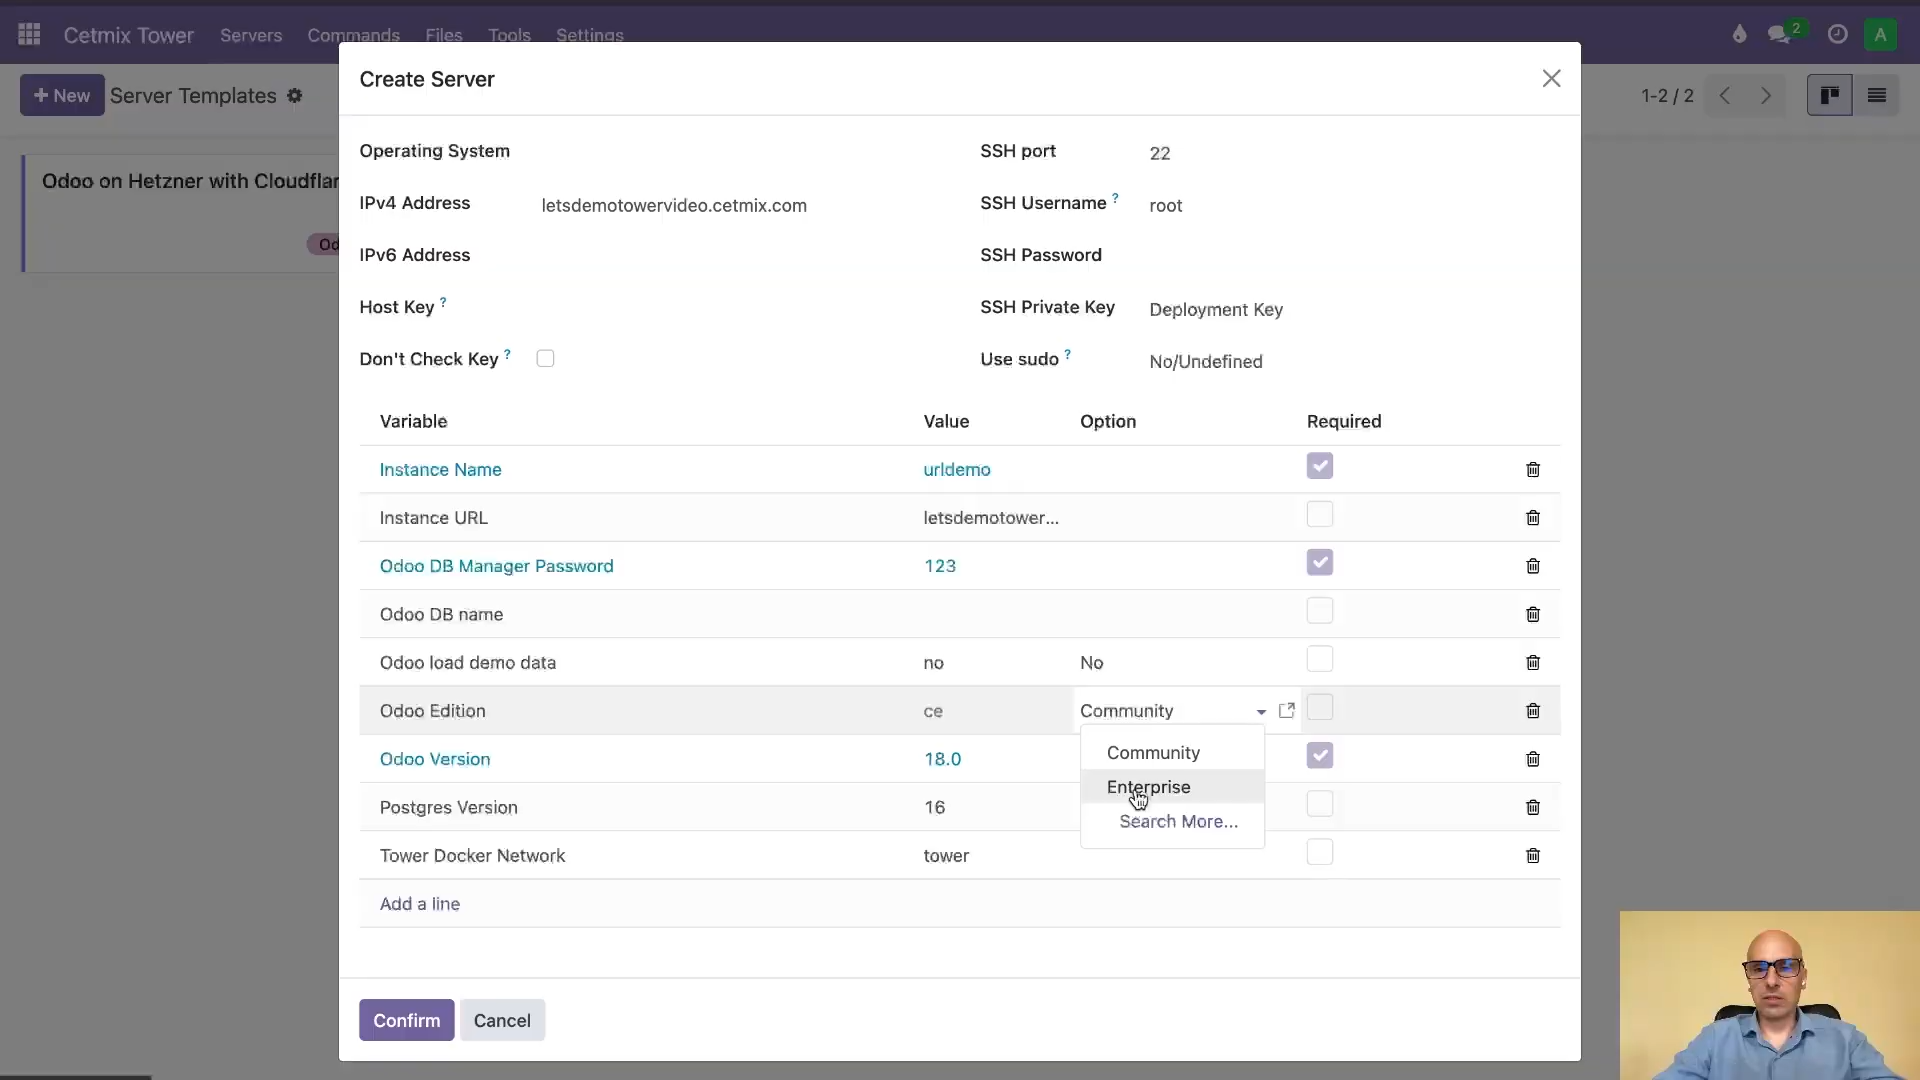 Cetmix Tower Servers Commands Files Tools Settings 2 A
New Server Templates 1-2 / 2
Create Server
Odoo on Hetzner with Cloudflar
Od
Operating System SSH port 22
IPv4 Address letsdemotowervideo.cetmix.com SSH Username ? root
IPv6 Address SSH Password
Host Key ? SSH Private Key Deployment Key
Don't Check Key ? Use sudo ? No/Undefined
Variable Value Option Required
Instance Name urldemo
Instance URL letsdemotower...
Odoo DB Manager Password 123
Odoo DB name
Odoo load demo data no No
Odoo Edition ce Community
Community
Odoo Version 18.0
Enterprise
Postgres Version 16
Search More...
Tower Docker Network tower
Add a line
Confirm Cancel